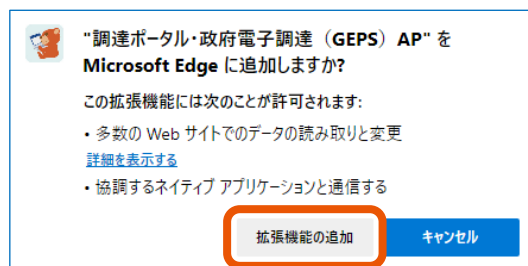 "調達ポータル・政府電子調達（GEPS）AP" を
Microsoft Edge に追加しますか?
この拡張機能には次のことが許可されます:
• 多数の Web サイトでのデータの読み取りと変更
詳細を表示する
• 協調するネイティブ アプリケーションと通信する
拡張機能の追加
キャンセル